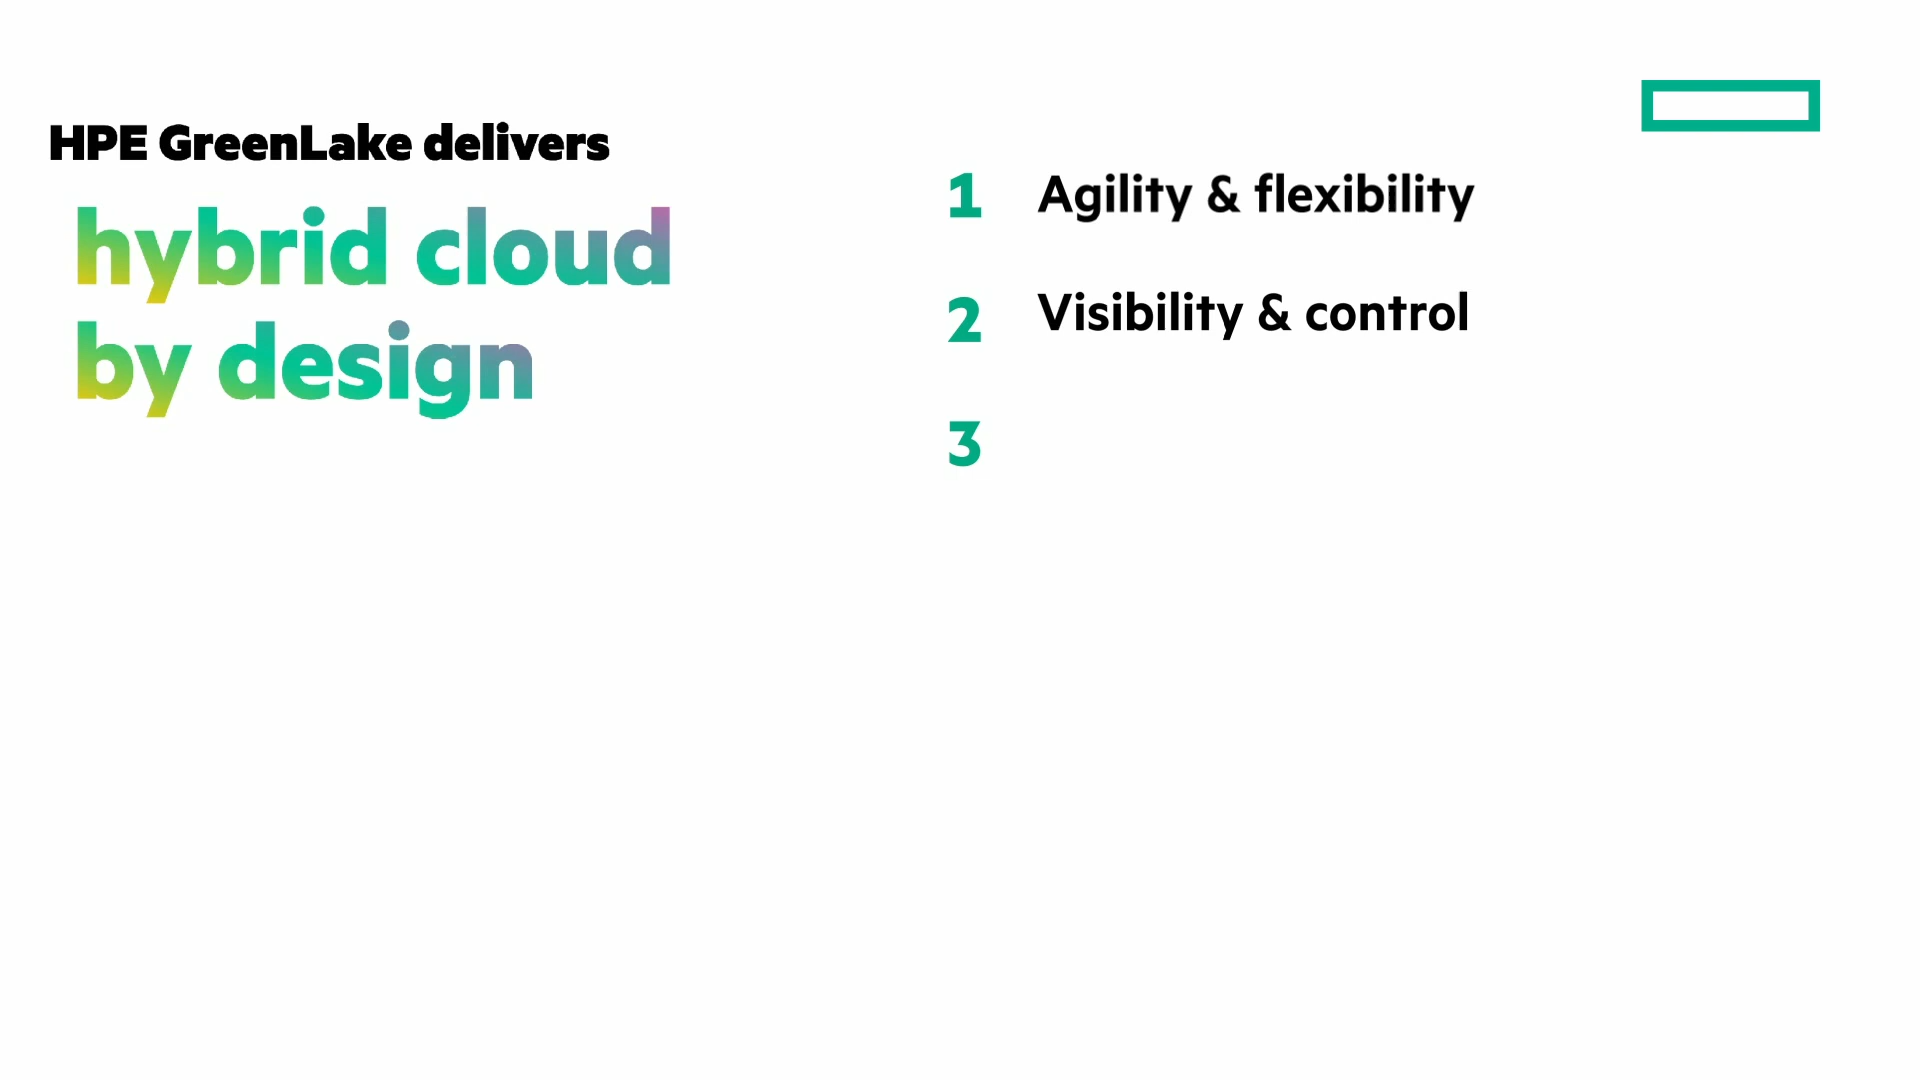 HPE GreenLake delivers
hybrid cloud
by design
1 Agility & flexibility
2 Visibility & control
3